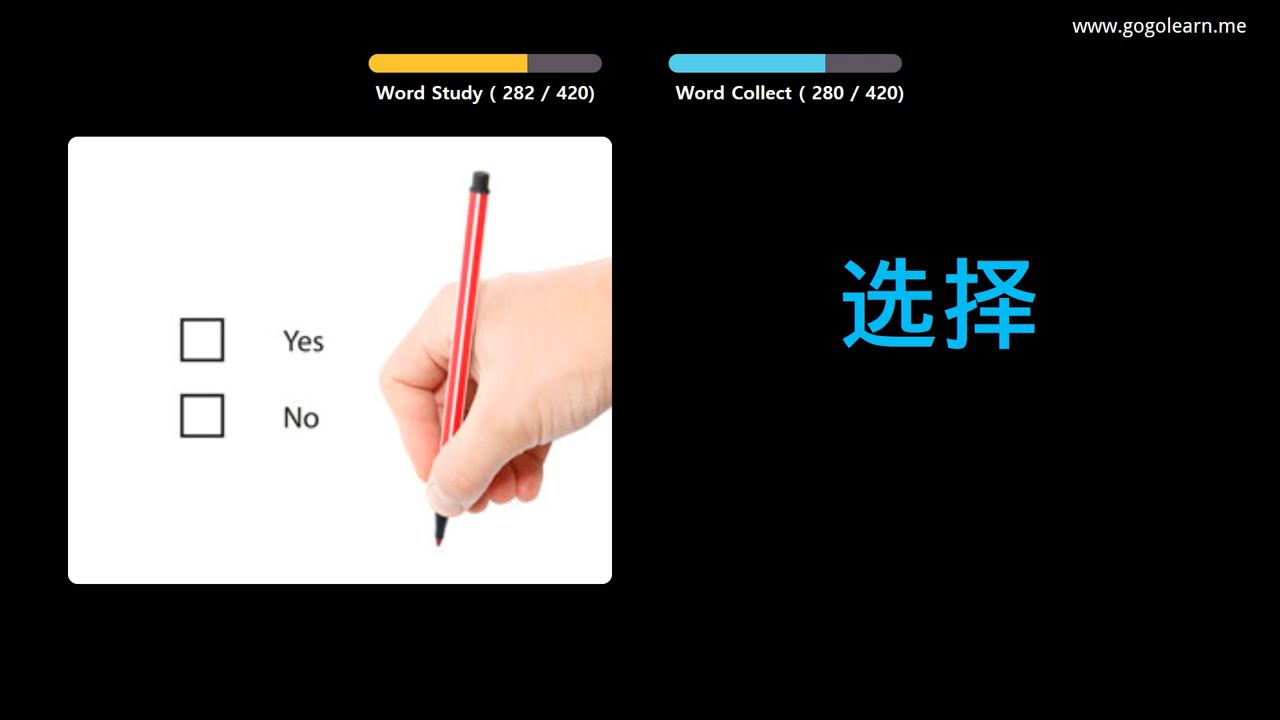 www.gogolearn.me
Word Study ( 282 / 420)
Word Collect ( 280 / 420)
Yes
No
选择